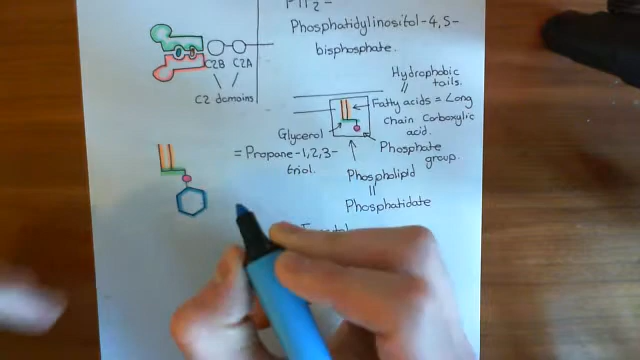 Phosphatidylinositol-4,5-
bisphosphate.
C2B C2A
C2 domains
Hydrophobic
tails.
Fatty acids = Long
chain Carboxylic
acid.
Glycerol
= Propane-1,2,3-
triol.
Phosphate
group.
Phospholipid
=
Phosphatidate